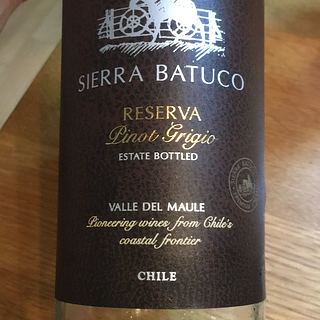 SIERRA BATUCO
RESERVA
Pinot Grigio
ESTATE BOTTLED
VALLE DEL MAULE
Pioneering wines from Chile's
coastal frontier
CHILE